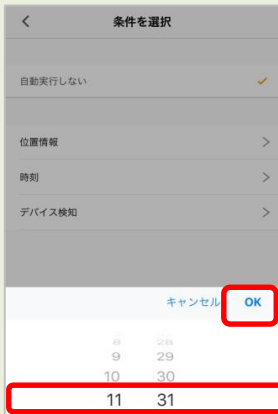 条件を選択
自動実行しない
位置情報
時刻
デバイス検知
キャンセル OK
8 28
9 29
10 30
11 31